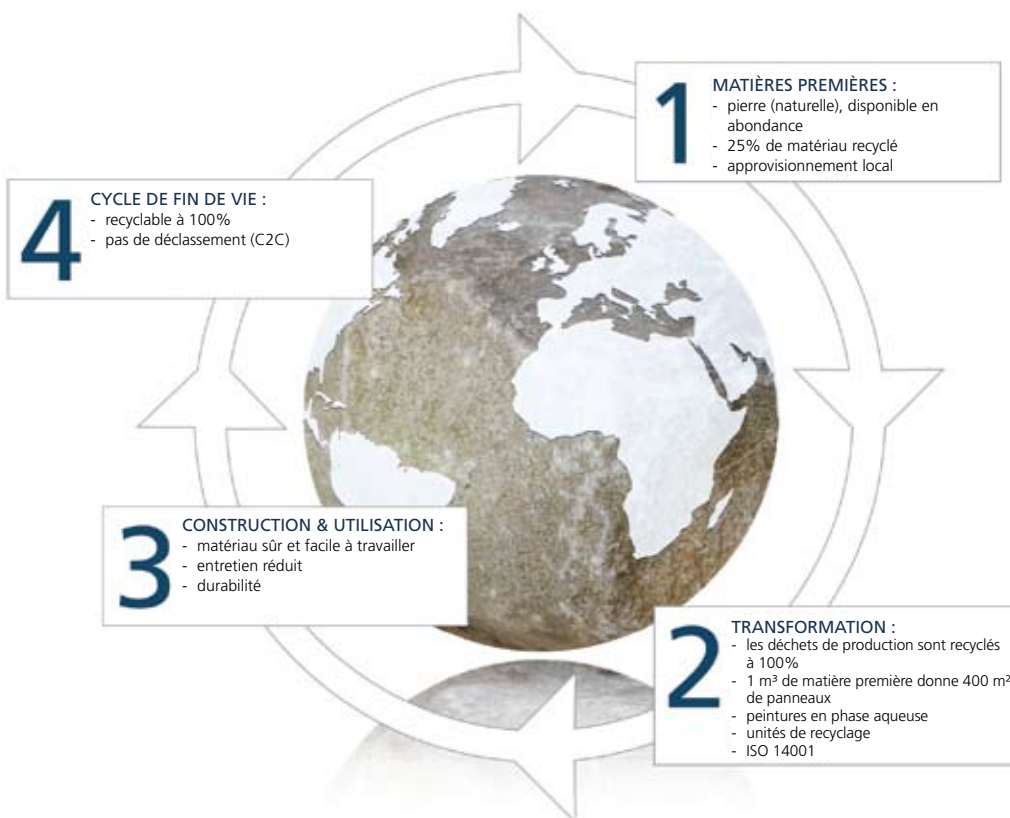 1
MATIÈRES PREMIÈRES :
- pierre (naturelle), disponible en
abondance
- 25% de matériau recyclé
- approvisionnement local
2
TRANSFORMATION :
- les déchets de production sont recyclés
à 100%
- 1 m³ de matière première donne 400 m²
de panneaux
- peintures en phase aqueuse
- unités de recyclage
- ISO 14001
3
CONSTRUCTION & UTILISATION :
- matériau sûr et facile à travailler
- entretien réduit
- durabilité
4
CYCLE DE FIN DE VIE :
- recyclable à 100%
- pas de déclassement (C2C)